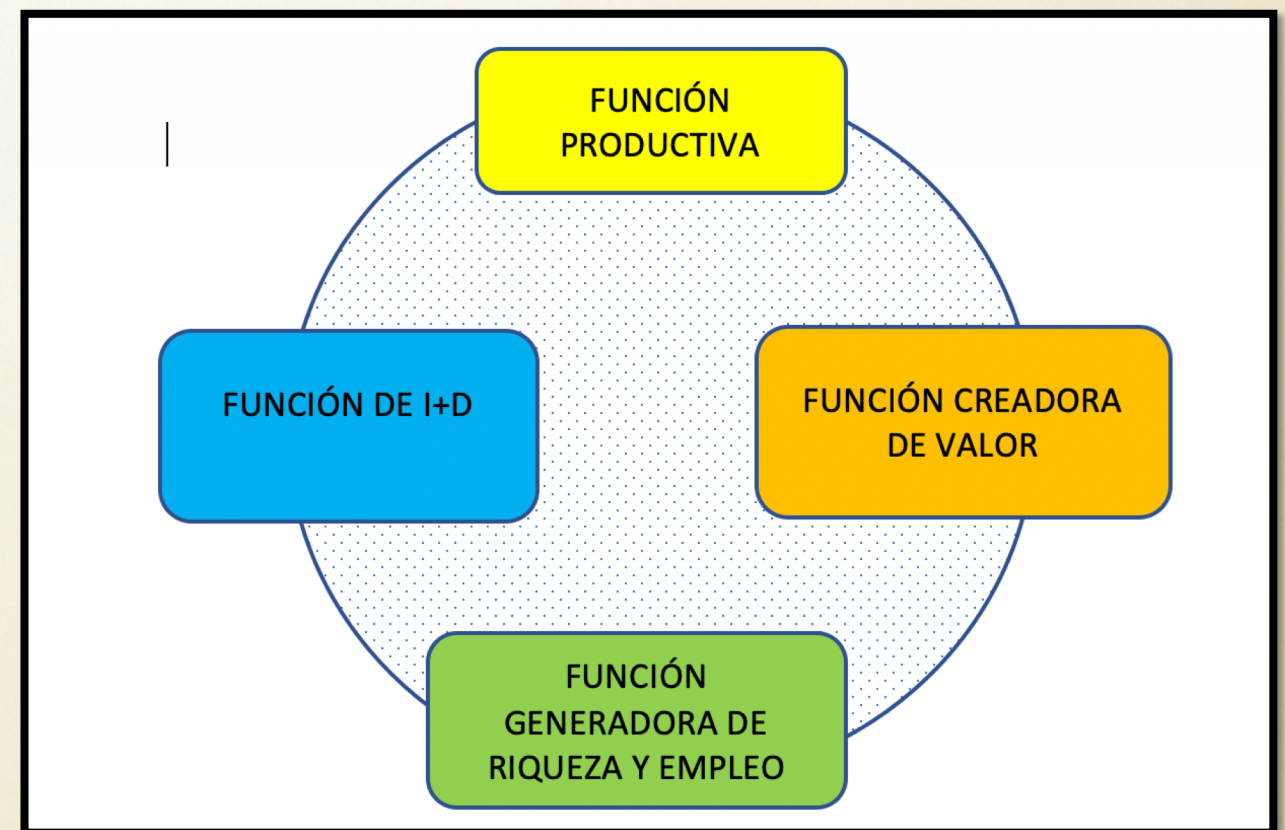 FUNCIÓN
PRODUCTIVA
FUNCIÓN DE I+D
FUNCIÓN CREADORA
DE VALOR
FUNCIÓN
GENERADORA DE
RIQUEZA Y EMPLEO